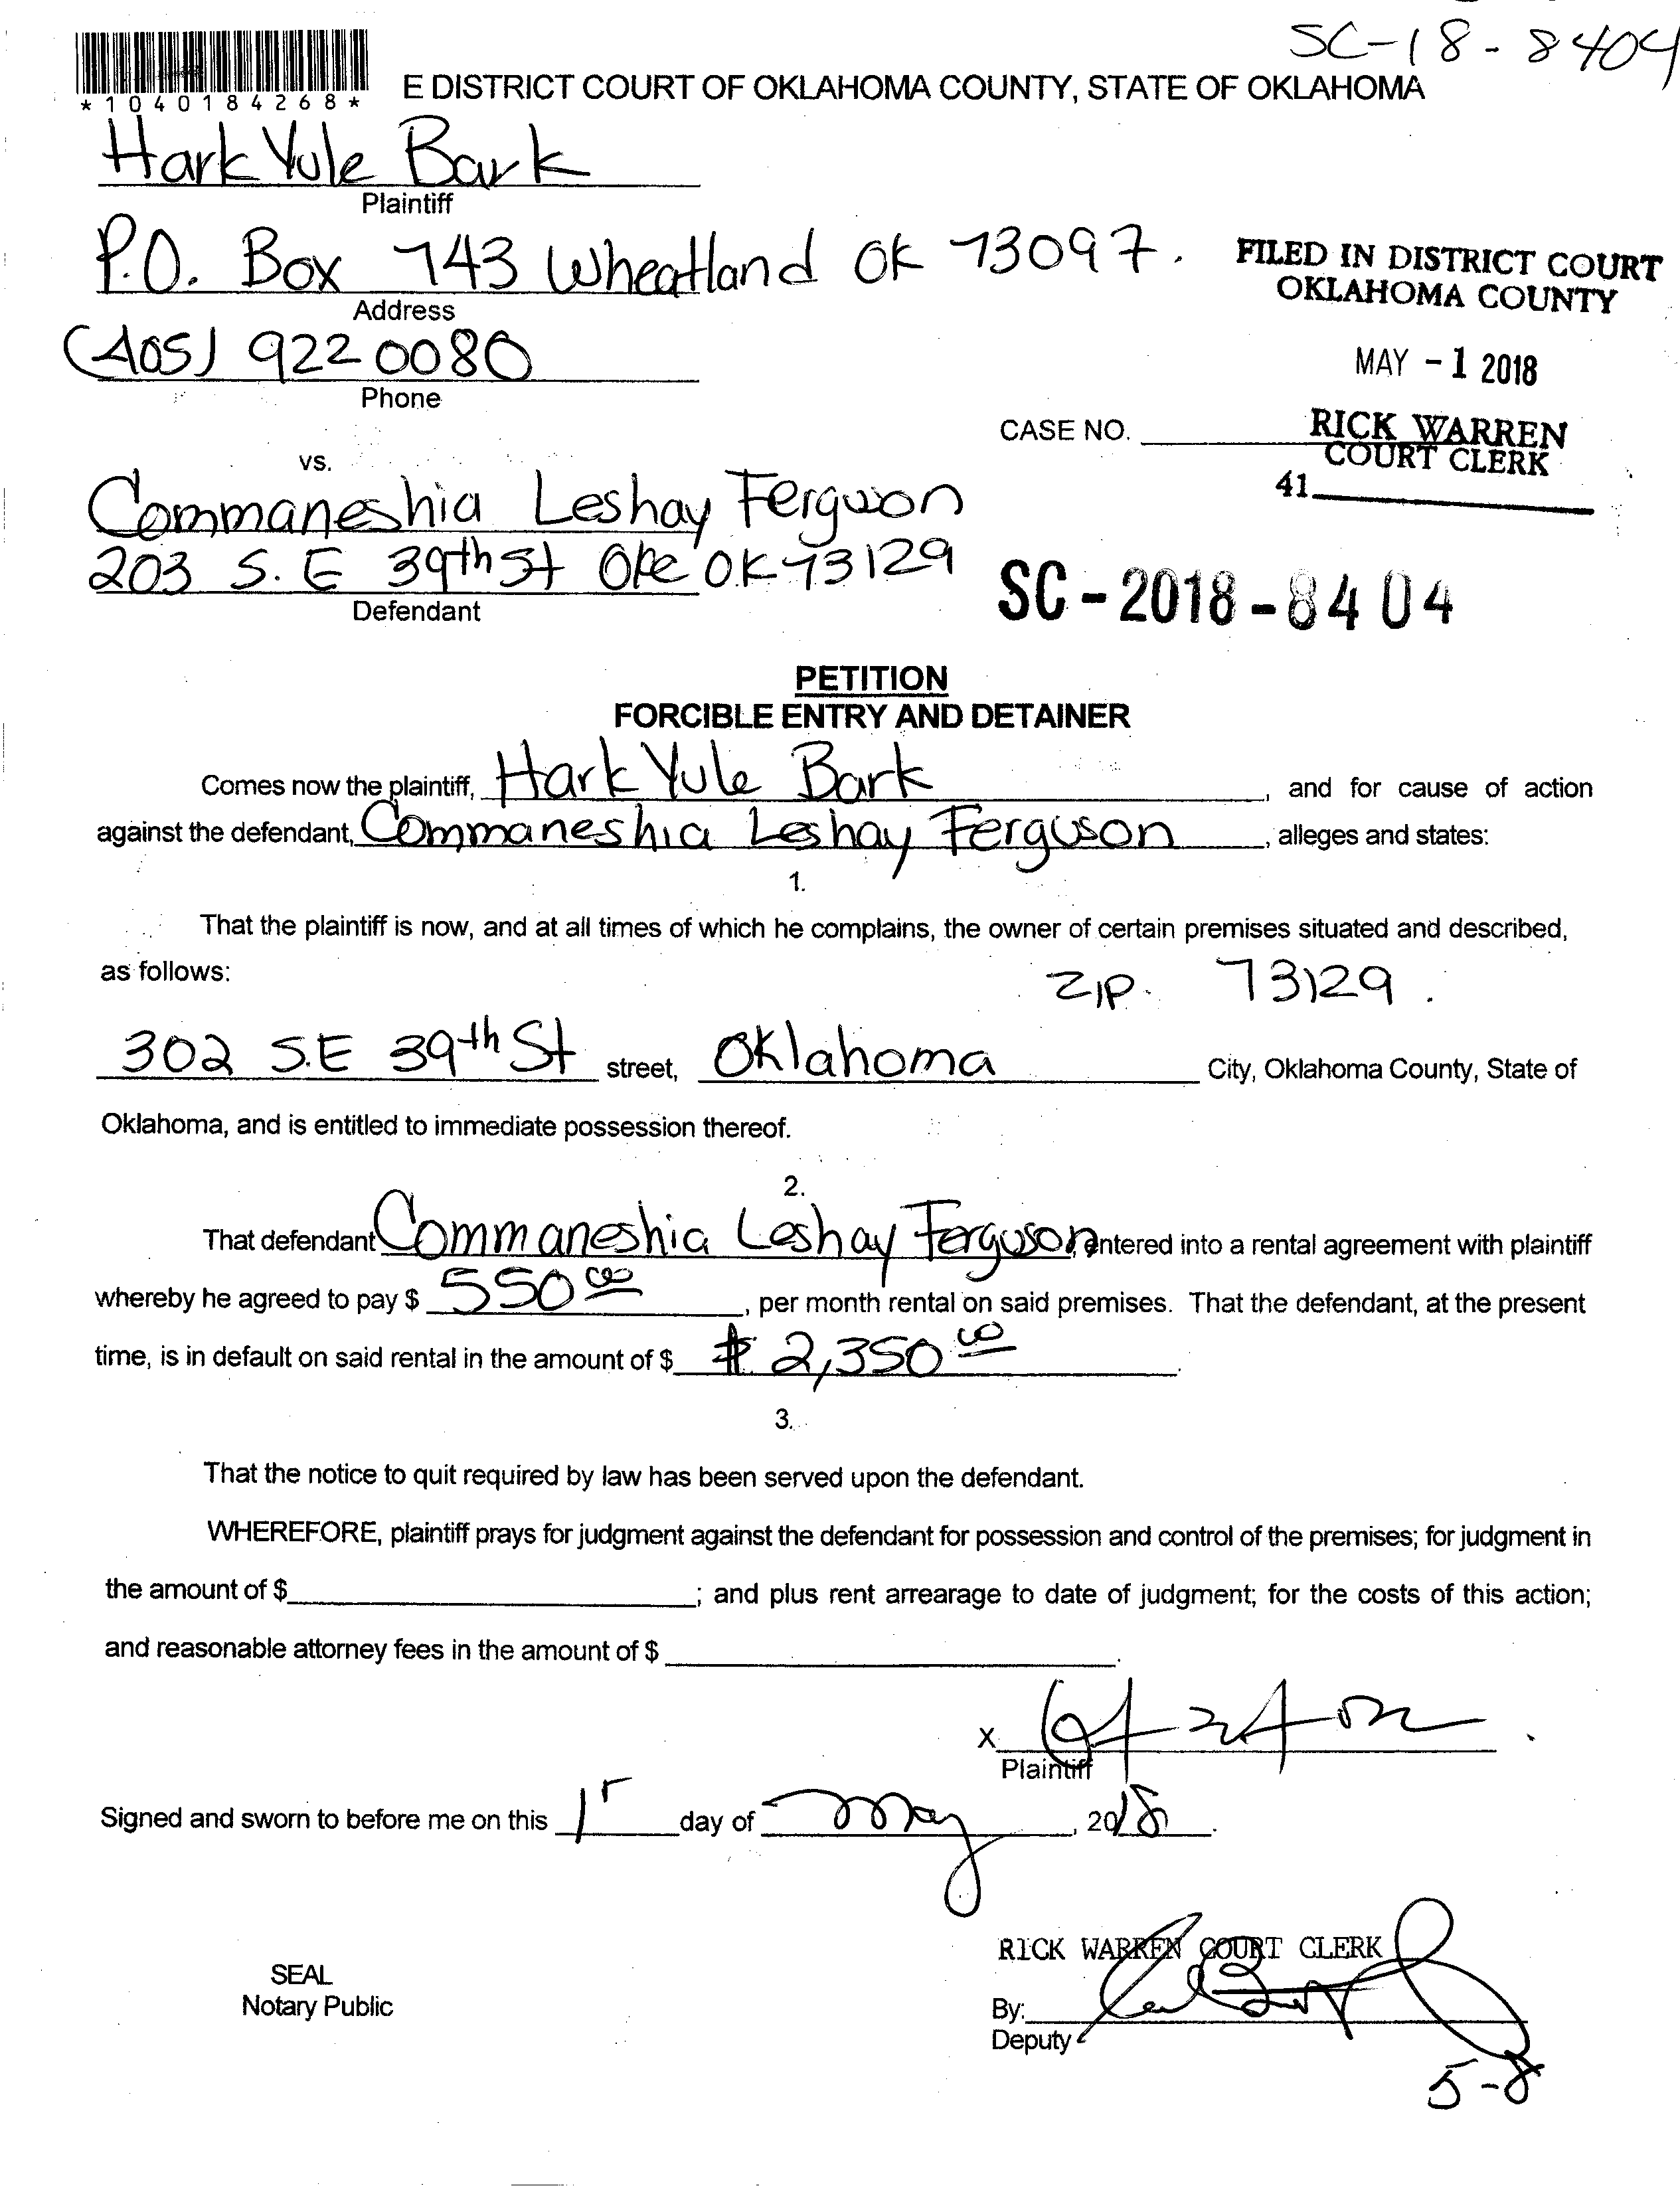 SC-18-8404
*1040184268*
E DISTRICT COURT OF OKLAHOMA COUNTY, STATE OF OKLAHOMA
Hark Yule Bark
Plaintiff
P.O. Box 743 Wheatland OK 73097.
Address
FILED IN DISTRICT COURT
OKLAHOMA COUNTY
(405) 922 0080
Phone
MAY -1 2018
CASE NO.
RICK WARREN
COURT CLERK
41
vs.
Commaneshia Leshay Ferguson
203 S.E 39th St OKC OK 73129
Defendant
SC-2018-8404
PETITION
FORCIBLE ENTRY AND DETAINER
Comes now the plaintiff, Hark Yule Bark, and for cause of action
against the defendant, Commaneshia Leshay Ferguson, alleges and states:
1.
That the plaintiff is now, and at all times of which he complains, the owner of certain premises situated and described,
as follows:
Zip. 73129.
302 S.E 39th St street, Oklahoma City, Oklahoma County, State of
Oklahoma, and is entitled to immediate possession thereof.
2.
That defendant Commaneshia Leshay Ferguson, entered into a rental agreement with plaintiff
whereby he agreed to pay $ 550 00, per month rental on said premises. That the defendant, at the present
time, is in default on said rental in the amount of $ $ 2,350 00.
3.
That the notice to quit required by law has been served upon the defendant.
WHEREFORE, plaintiff prays for judgment against the defendant for possession and control of the premises; for judgment in
the amount of $; and plus rent arrearage to date of judgment; for the costs of this action;
and reasonable attorney fees in the amount of $.
X
Plaintiff
Signed and sworn to before me on this 1 day of May, 2018.
RICK WARREN COURT CLERK
SEAL
Notary Public
By:
Deputy
5-8